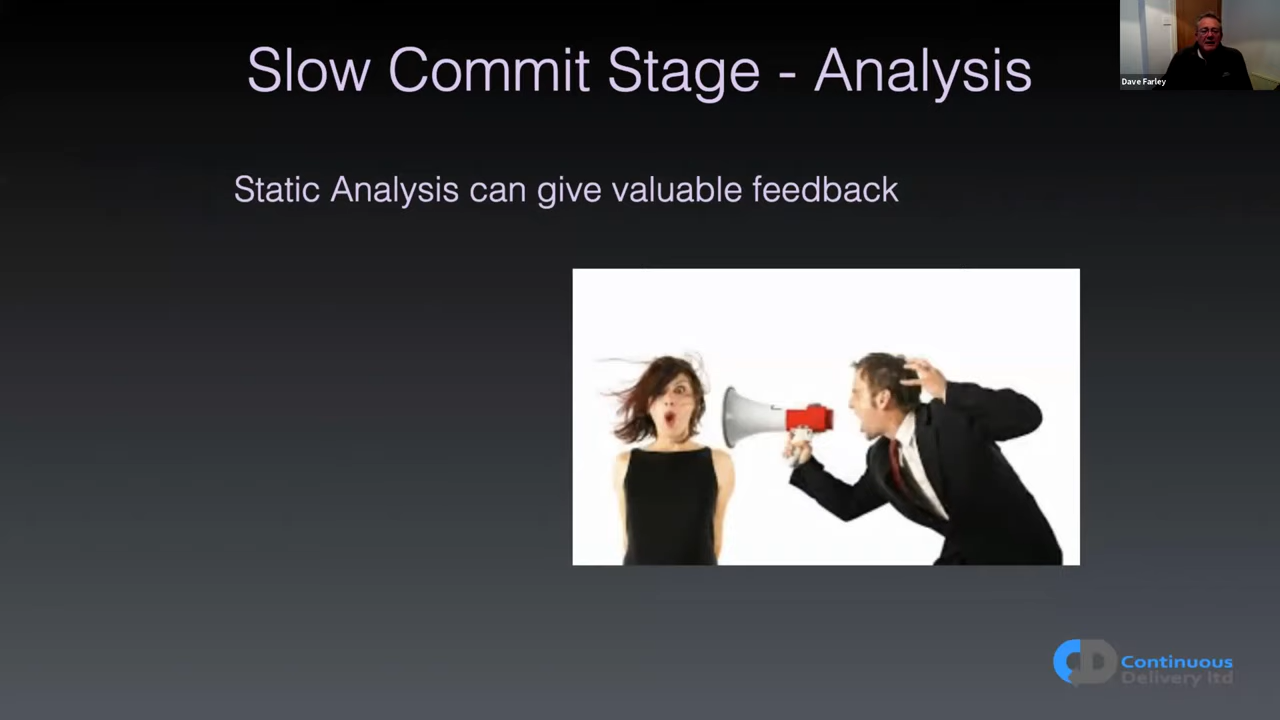 Slow Commit Stage - Analysis
Dave Farley
Static Analysis can give valuable feedback
Continuous
Delivery ltd